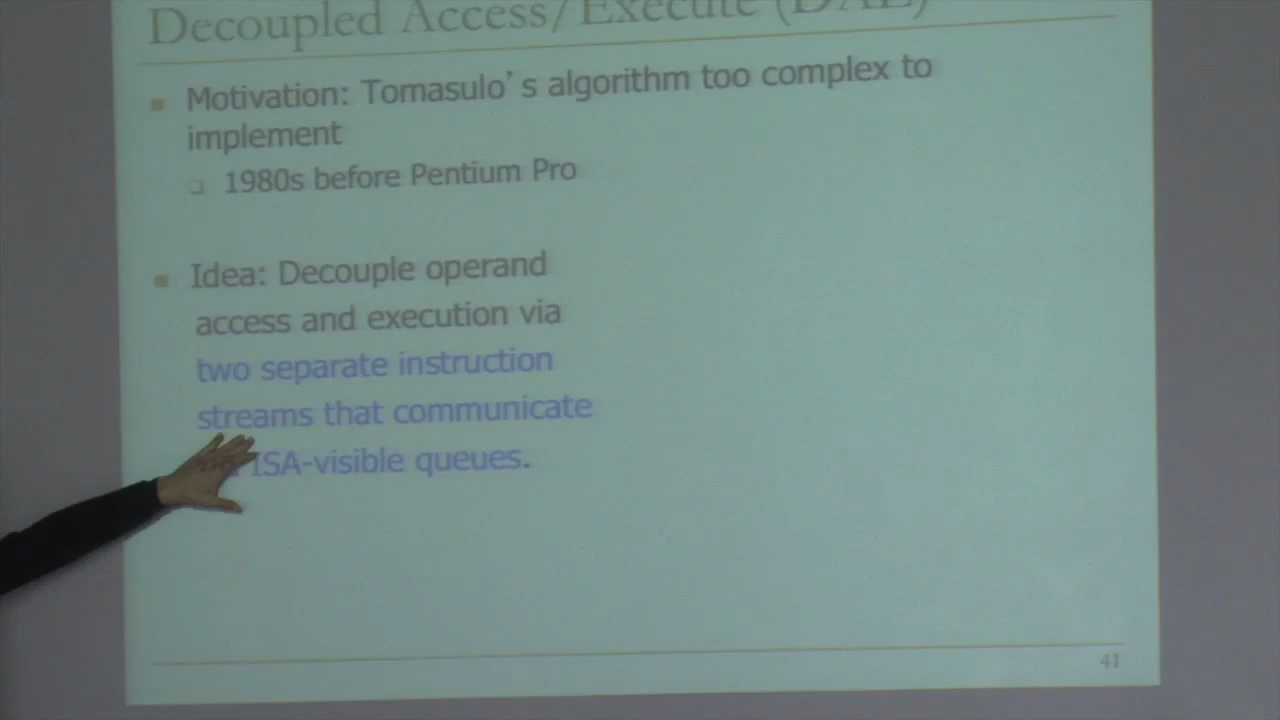 Decoupled Access/Execute (DAE)
Motivation: Tomasulo's algorithm too complex to
implement
1980s before Pentium Pro
Idea: Decouple operand
access and execution via
two separate instruction
streams that communicate
ISA-visible queues.
41